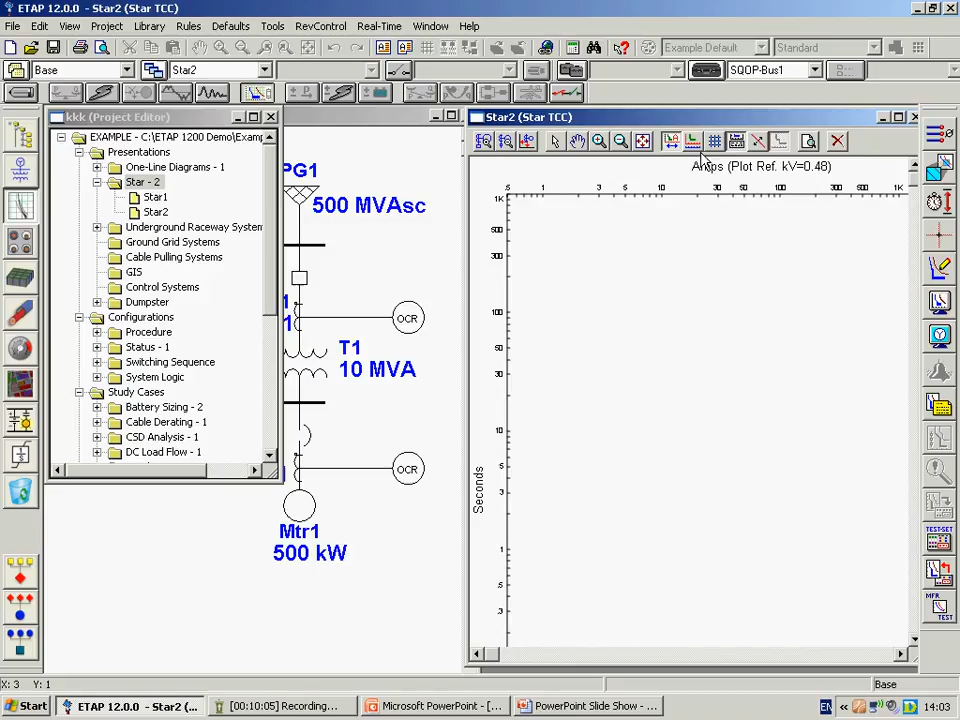 ETAP 12.0.0 - Star2 (Star TCC)
File Edit View Project Library Rules Defaults Tools RevControl Real-Time Window Help
Example Default Standard
Base Star2 SQOP-Bus1
kkk (Project Editor)
EXAMPLE - C:\ETAP 1200 Demo\Examp
Presentations
One-Line Diagrams - 1
Star - 2
Star1
Star2
Underground Raceway System
Ground Grid Systems
Cable Pulling Systems
GIS
Control Systems
Dumpster
Configurations
Procedure
Status - 1
Switching Sequence
System Logic
Study Cases
Battery Sizing - 2
Cable Derating - 1
CSD Analysis - 1
DC Load Flow - 1
PG1
500 MVAsc
1
1
OCR
T1
10 MVA
OCR
Mtr1
500 kW
Star2 (Star TCC)
Amps (Plot Ref. kV=0.48)
.5 1 3 5 10 30 50 100 300 500 1K
1K
500
300
100
50
30
10
5
3
1
.5
.3
Seconds
TEST-SET
MFR
TEST
X: 3 Y: 1 Base
Start ETAP 12.0.0 - Star2 (... [00:10:05] Recording... Microsoft PowerPoint - [... PowerPoint Slide Show - ... EN 14:03